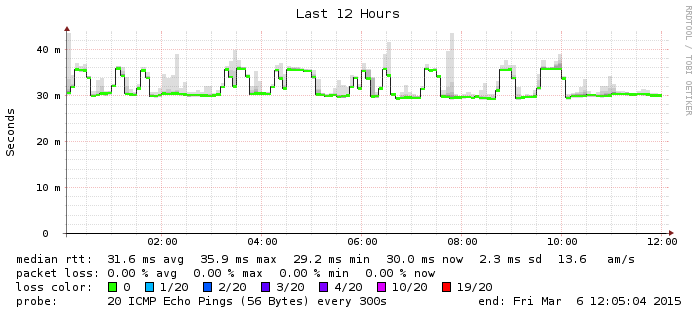 Last 12 Hours
RRDTOOL / TOBI OETIKER
Seconds
40 m
30 m
20 m
10 m
0
02:00 04:00 06:00 08:00 10:00 12:00
median rtt: 31.6 ms avg 35.9 ms max 29.2 ms min 30.0 ms now 2.3 ms sd 13.6 am/s
packet loss: 0.00 % avg 0.00 % max 0.00 % min 0.00 % now
loss color: 0 1/20 2/20 3/20 4/20 10/20 19/20
probe: 20 ICMP Echo Pings (56 Bytes) every 300s end: Fri Mar 6 12:05:04 2015